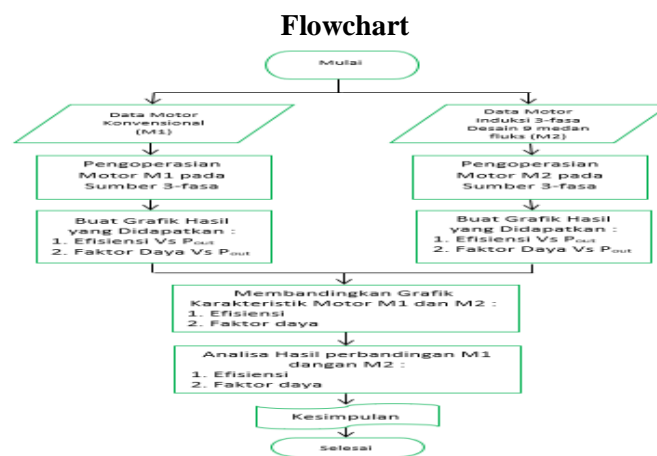 Flowchart
Mulai
Data Motor
Konvensional
(M1)
Data Motor
Induksi 3-fasa
Desain 9 medan
fluks (M2)
Pengoperasian
Motor M1 pada
Sumber 3-fasa
Pengoperasian
Motor M2 pada
Sumber 3-fasa
Buat Grafik Hasil
yang Didapatkan :
1. Efisiensi Vs Pout
2. Faktor Daya Vs Pout
Buat Grafik Hasil
yang Didapatkan :
1. Efisiensi Vs Pout
2. Faktor Daya Vs Pout
Membandingkan Grafik
Karakteristik Motor M1 dan M2 :
1. Efisiensi
2. Faktor daya
Analisa Hasil perbandingan M1
dangan M2 :
1. Efisiensi
2. Faktor daya
Kesimpulan
Selesai